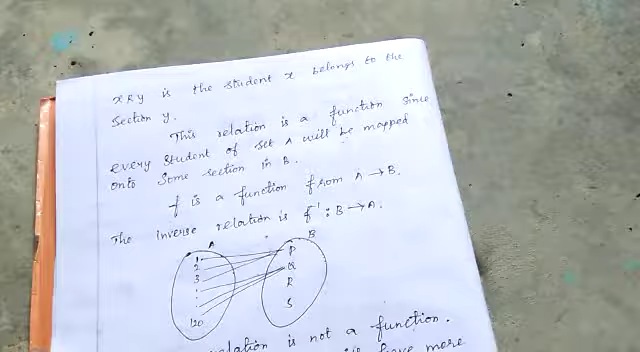 xRy is the student x belongs to the
section y.
This relation is a function since
every student of set A will be mapped
onto some section in B.
f is a function from A → B.
The inverse relation is f⁻¹ : B → A.
A B
1 P
2 Q
3 R
. S
.
.
120
relation is not a function.
have more